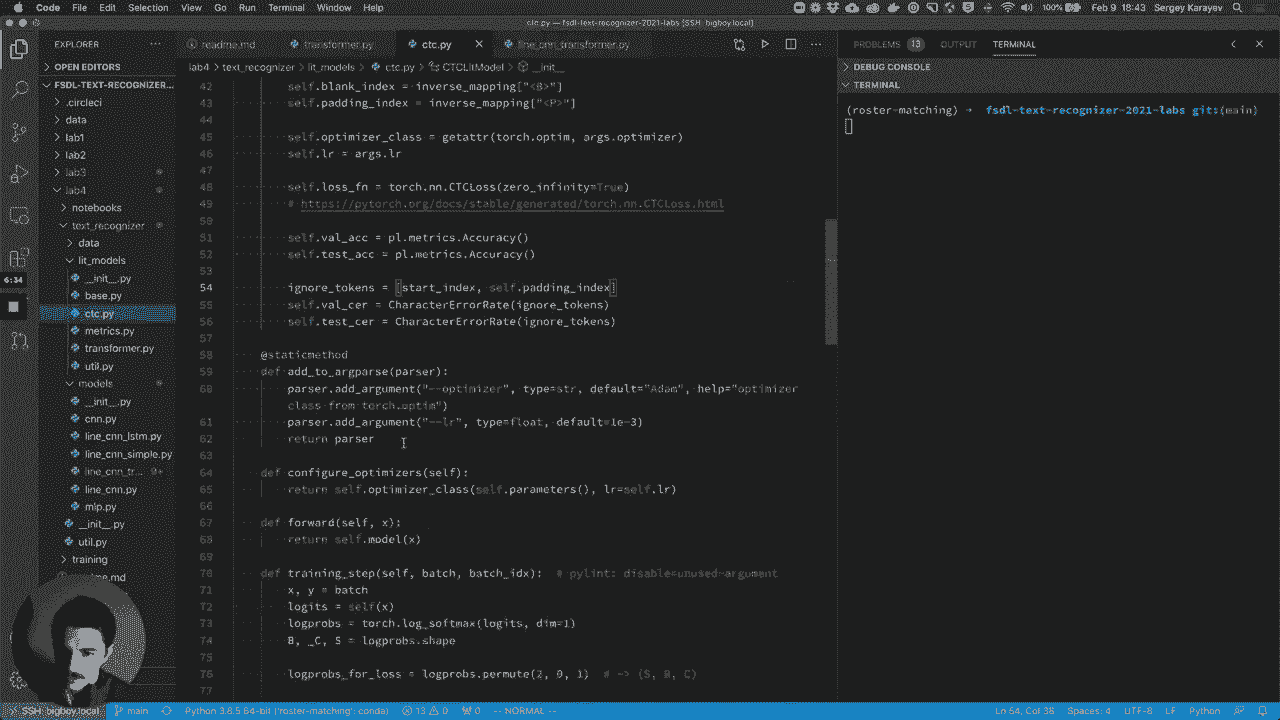 Code File Edit Selection View Go Run Terminal Window Help 100% Feb 9 18:43 Sergey Karayev
ctc.py — fsdl-text-recognizer-2021-labs [SSH: bigboy.local]
EXPLORER
OPEN EDITORS
FSDL-TEXT-RECOGNIZER...
.circleci
data
lab1
lab2
lab3
lab4
notebooks
text_recognizer
data
lit_models
__init__.py
base.py
ctc.py
metrics.py
transformer.py
util.py
models
__init__.py
cnn.py
line_cnn_lstm.py
line_cnn_simple.py
line_cnn_tr... 9+
line_cnn.py
mlp.py
__init__.py
util.py
training
6:34
readme.md transformer.py ctc.py line_cnn_transformer.py
lab4 > text_recognizer > lit_models > ctc.py > CTCLitModel > __init__
42 self.blank_index = inverse_mapping["<B>"]
43 self.padding_index = inverse_mapping["<P>"]
44
45 self.optimizer_class = getattr(torch.optim, args.optimizer)
46 self.lr = args.lr
47
48 self.loss_fn = torch.nn.CTCLoss(zero_infinity=True)
49 # https://pytorch.org/docs/stable/generated/torch.nn.CTCLoss.html
50
51 self.val_acc = pl.metrics.Accuracy()
52 self.test_acc = pl.metrics.Accuracy()
53
54 ignore_tokens = [start_index, self.padding_index]
55 self.val_cer = CharacterErrorRate(ignore_tokens)
56 self.test_cer = CharacterErrorRate(ignore_tokens)
57
58 @staticmethod
59 def add_to_argparse(parser):
60 parser.add_argument("--optimizer", type=str, default="Adam", help="optimizer
class from torch.optim")
61 parser.add_argument("--lr", type=float, default=1e-3)
62 return parser
63
64 def configure_optimizers(self):
65 return self.optimizer_class(self.parameters(), lr=self.lr)
66
67 def forward(self, x):
68 return self.model(x)
69
70 def training_step(self, batch, batch_idx): # pylint: disable=unused-argument
71 x, y = batch
72 logits = self(x)
73 logprobs = torch.log_softmax(logits, dim=1)
74 B, _C, S = logprobs.shape
75
76 logprobs_for_loss = logprobs.permute(2, 0, 1) # -> (S, B, C)
77
PROBLEMS 13 OUTPUT TERMINAL
DEBUG CONSOLE
TERMINAL
(roster-matching) → fsdl-text-recognizer-2021-labs git:(main)
SSH: bigboy.local main Python 3.8.5 64-bit ('roster-matching': conda) 13 0 0 -- NORMAL -- Ln 54, Col 38 Spaces: 4 UTF-8 LF Python